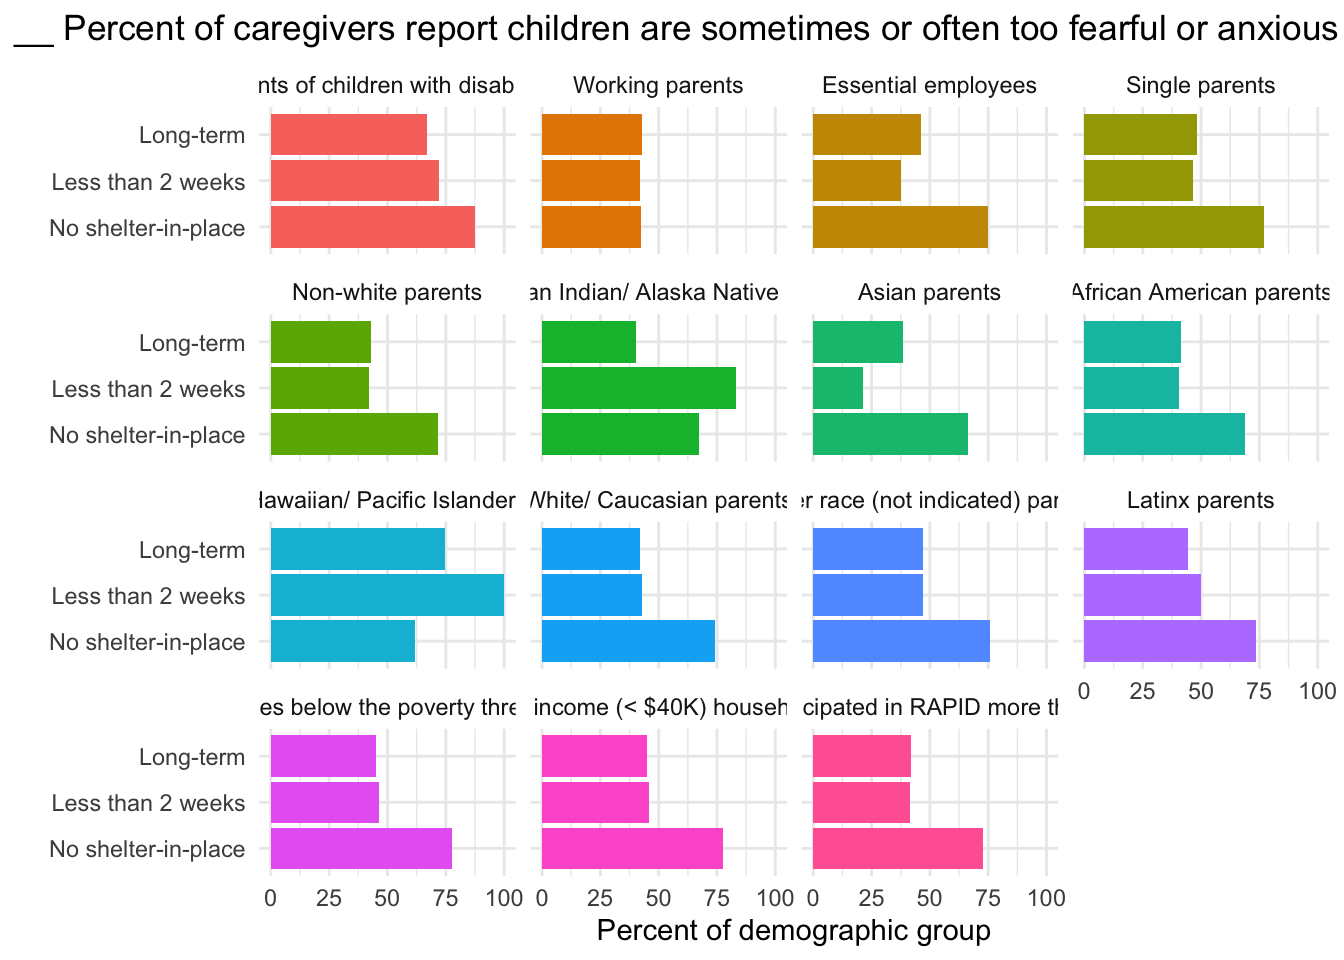 __ Percent of caregivers report children are sometimes or often too fearful or anxious
nts of children with disab
Working parents
Essential employees
Single parents
Long-term
Less than 2 weeks
No shelter-in-place
Non-white parents
an Indian/ Alaska Native
Asian parents
African American parents
Long-term
Less than 2 weeks
No shelter-in-place
Hawaiian/ Pacific Islander
White/ Caucasian parents
er race (not indicated) par
Latinx parents
Long-term
Less than 2 weeks
No shelter-in-place
0 25 50 75 100
es below the poverty thre
income (< $40K) househ
cipated in RAPID more th
Long-term
Less than 2 weeks
No shelter-in-place
0 25 50 75 100 0 25 50 75 100 0 25 50 75 100
Percent of demographic group